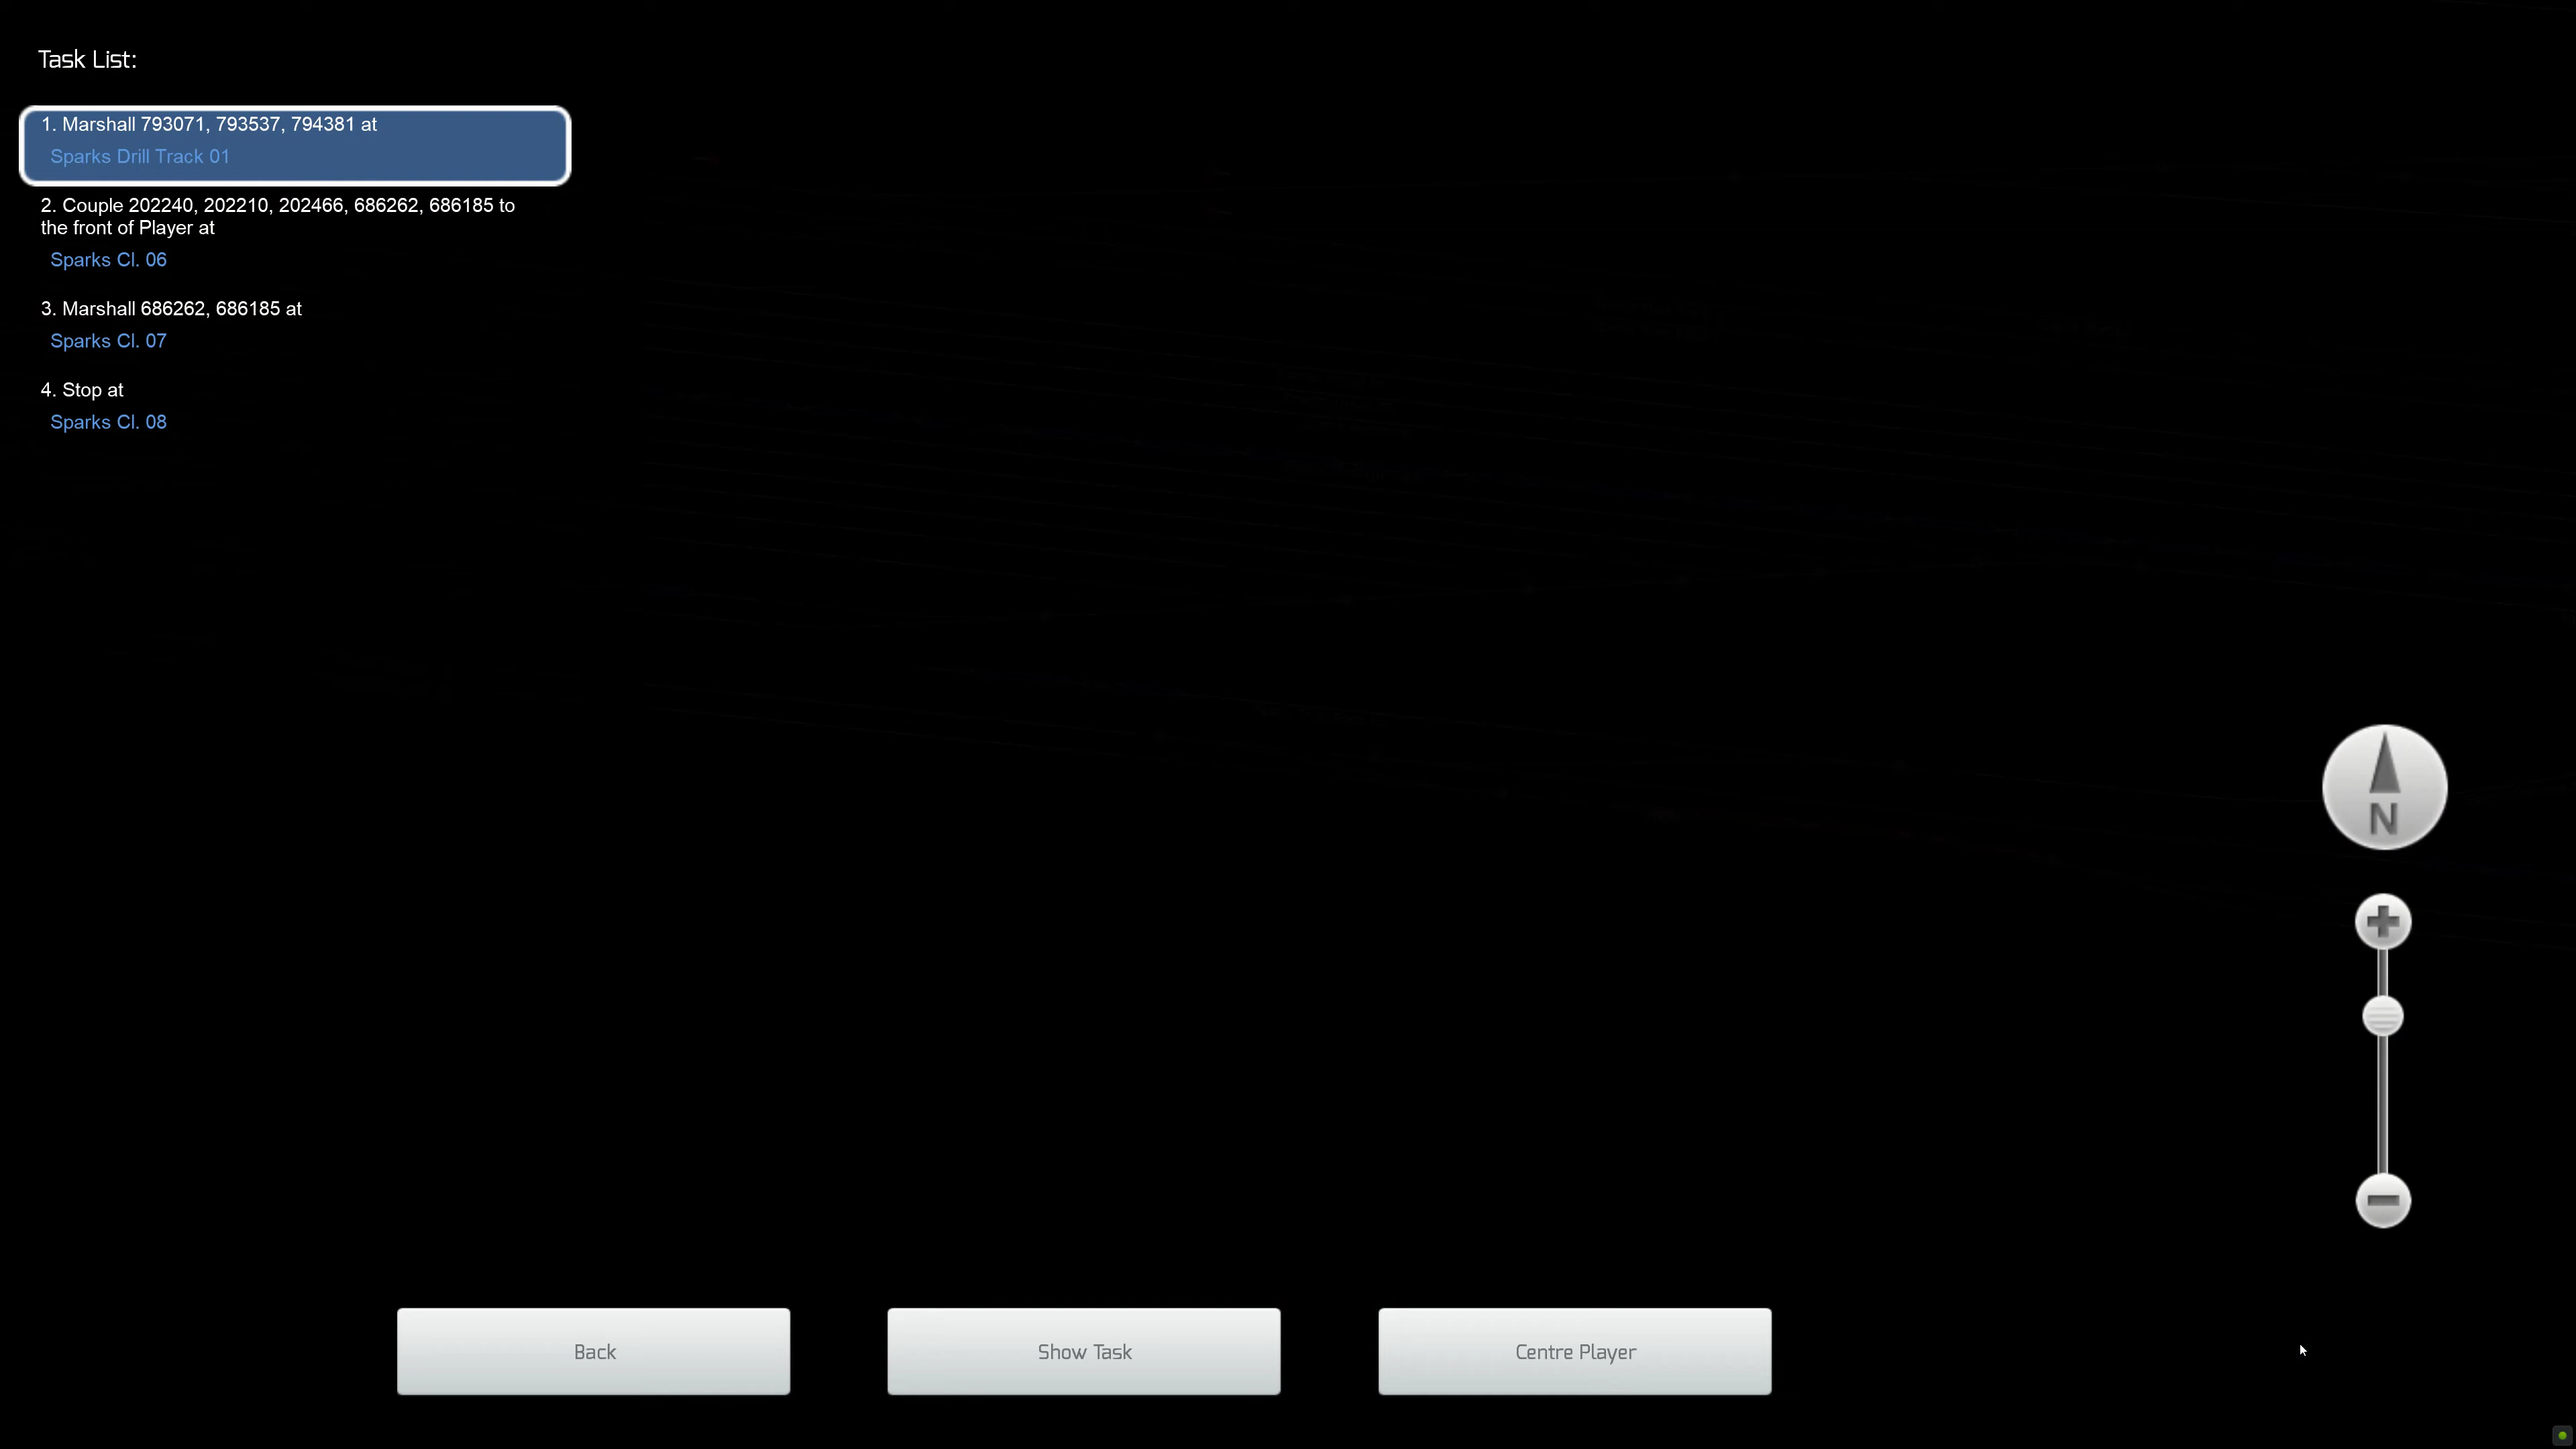 Task List:
1. Marshall 793071, 793537, 794381 at
Sparks Drill Track 01
2. Couple 202240, 202210, 202466, 686262, 686185 to
the front of Player at
Sparks Cl. 06
3. Marshall 686262, 686185 at
Sparks Cl. 07
4. Stop at
Sparks Cl. 08
N
Back
Show Task
Centre Player